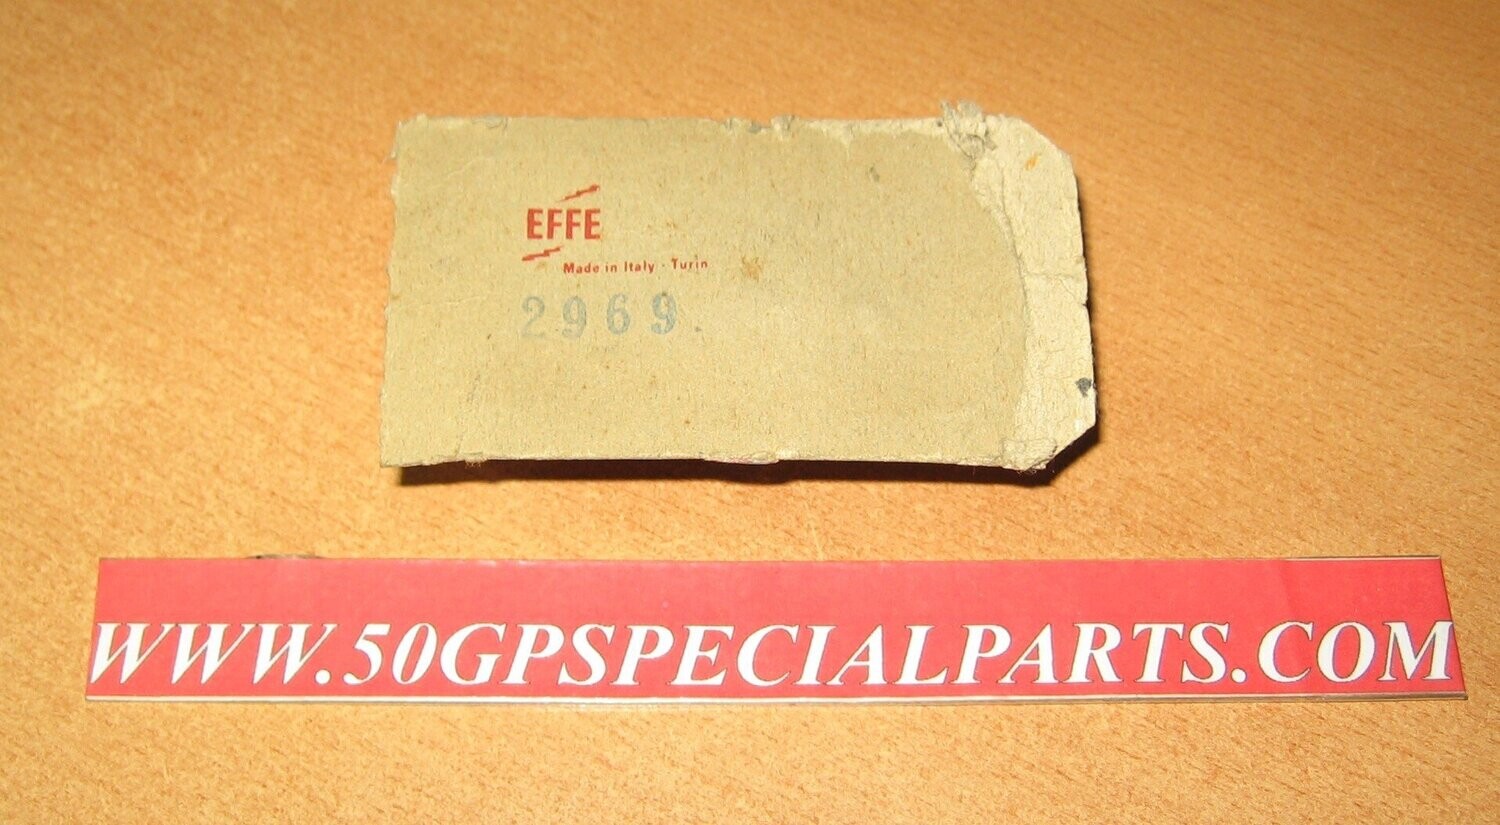 EFFE
Made in Italy - Turin
2969
WWW.50GPSPECIALPARTS.COM